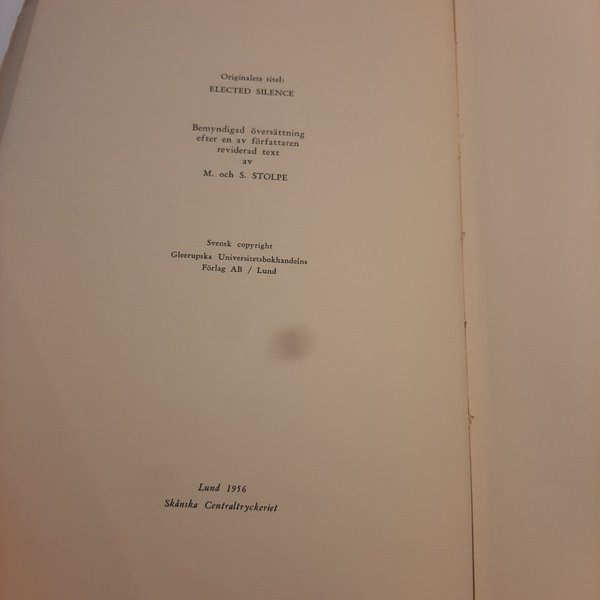 Originalets titel:
ELECTED SILENCE
Bemyndigad översättning
efter en av författaren
reviderad text
av
M. och S. STOLPE
Svensk copyright
Gleerupska Universitetsbokhandelns
Förlag AB / Lund
Lund 1956
Skånska Centraltryckeriet